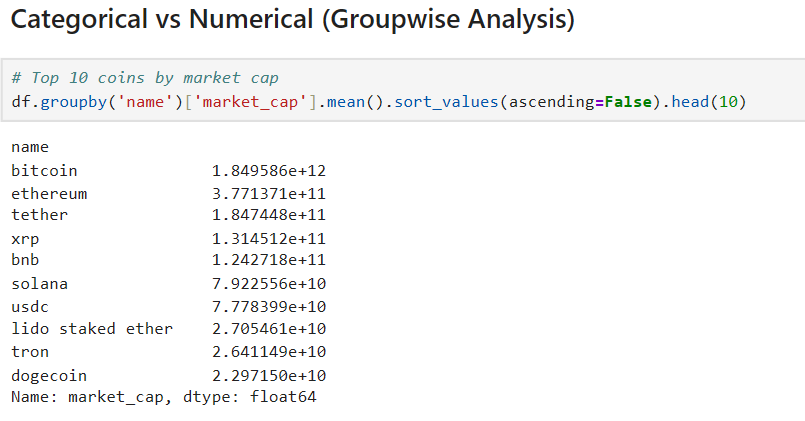 Categorical vs Numerical (Groupwise Analysis)
# Top 10 coins by market cap
df.groupby('name')['market_cap'].mean().sort_values(ascending=False).head(10)
name
bitcoin 1.849586e+12
ethereum 3.771371e+11
tether 1.847448e+11
xrp 1.314512e+11
bnb 1.242718e+11
solana 7.922556e+10
usdc 7.778399e+10
lido staked ether 2.705461e+10
tron 2.641149e+10
dogecoin 2.297150e+10
Name: market_cap, dtype: float64